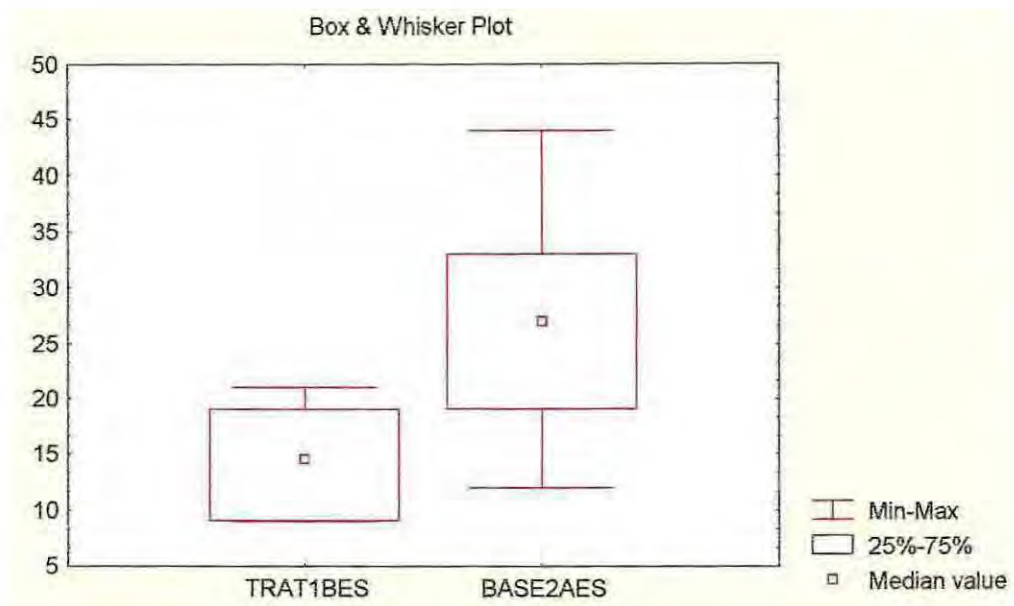 Box & Whisker Plot
50
45
40
35
30
25
20
15
10
5
TRAT1BES
BASE2AES
Min-Max
25%-75%
Median value